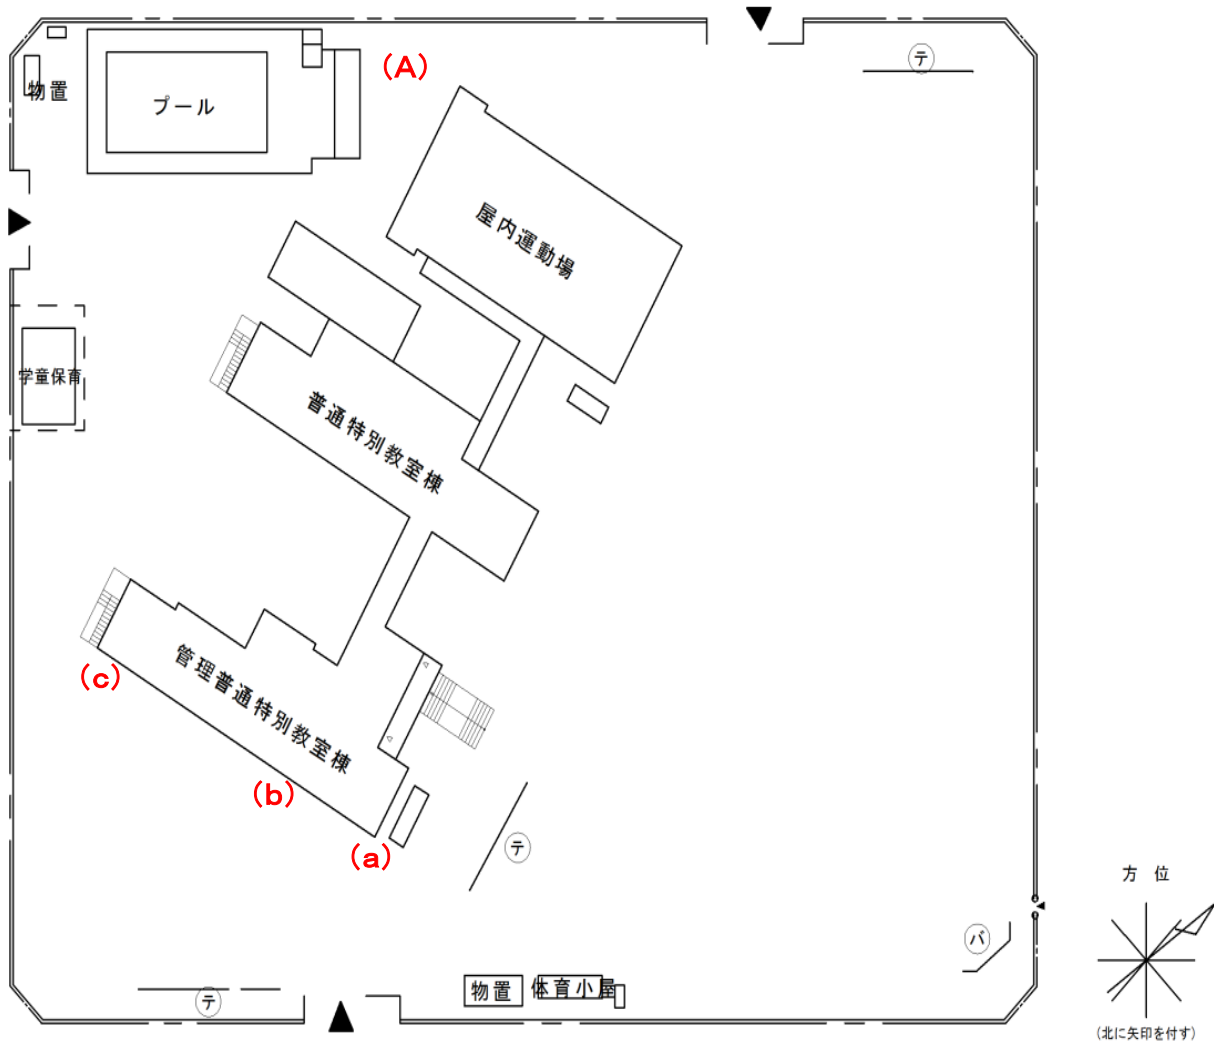 (A)
テ
物置
プール
屋内運動場
学童保育
普通特別教室棟
(c)
管理普通特別教室棟
(b)
(a)
テ
方 位
バ
物置
体育小屋
テ
(北に矢印を付す)